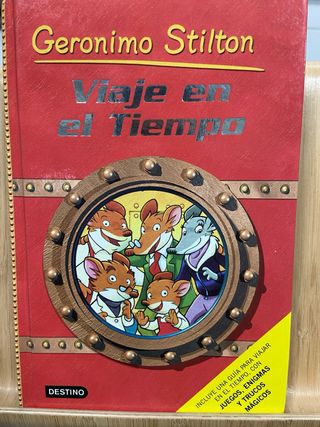 Geronimo Stilton
Viaje en
el Tiempo
INCLUYE UNA GUÍA PARA VIAJAR
EN EL TIEMPO, CON
JUEGOS, ENIGMAS
Y TRUCOS
MÁGICOS
DESTINO